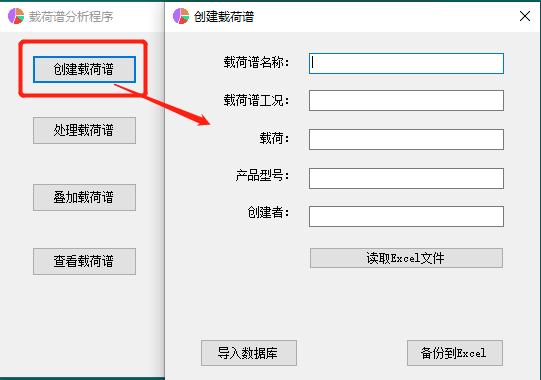 载荷谱分析程序
创建载荷谱
处理载荷谱
叠加载荷谱
查看载荷谱
创建载荷谱
载荷谱名称：
载荷谱工况：
载荷：
产品型号：
创建者：
读取Excel文件
导入数据库
备份到Excel